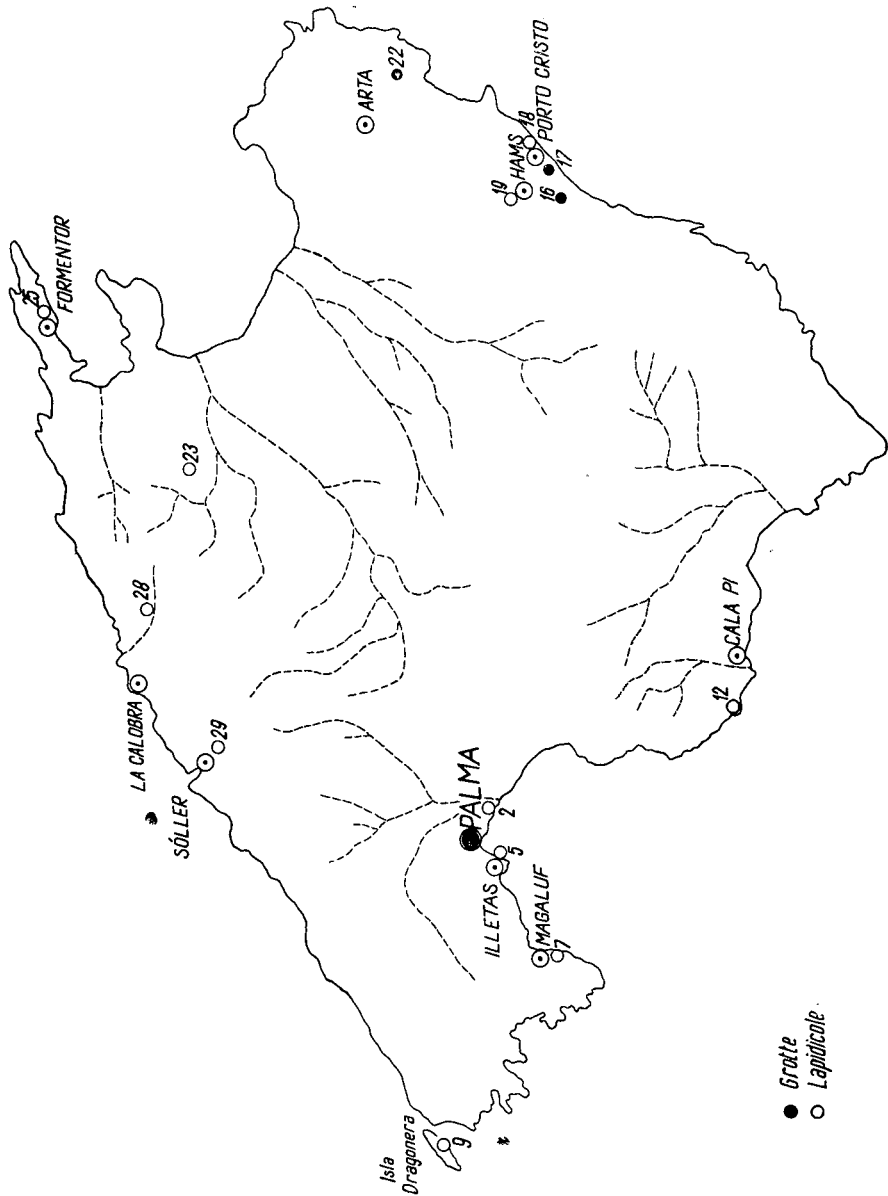 25
FORMENTOR
ARTA
22
23
28
LA CALOBRA
HAMS
18
19
PORTO CRISTO
16
17
29
SÓLLER
PALMA
2
5
ILLETAS
MAGALUF
7
CALA PI
12
Isla
Dragonera
9
Grotte
Lapidicole